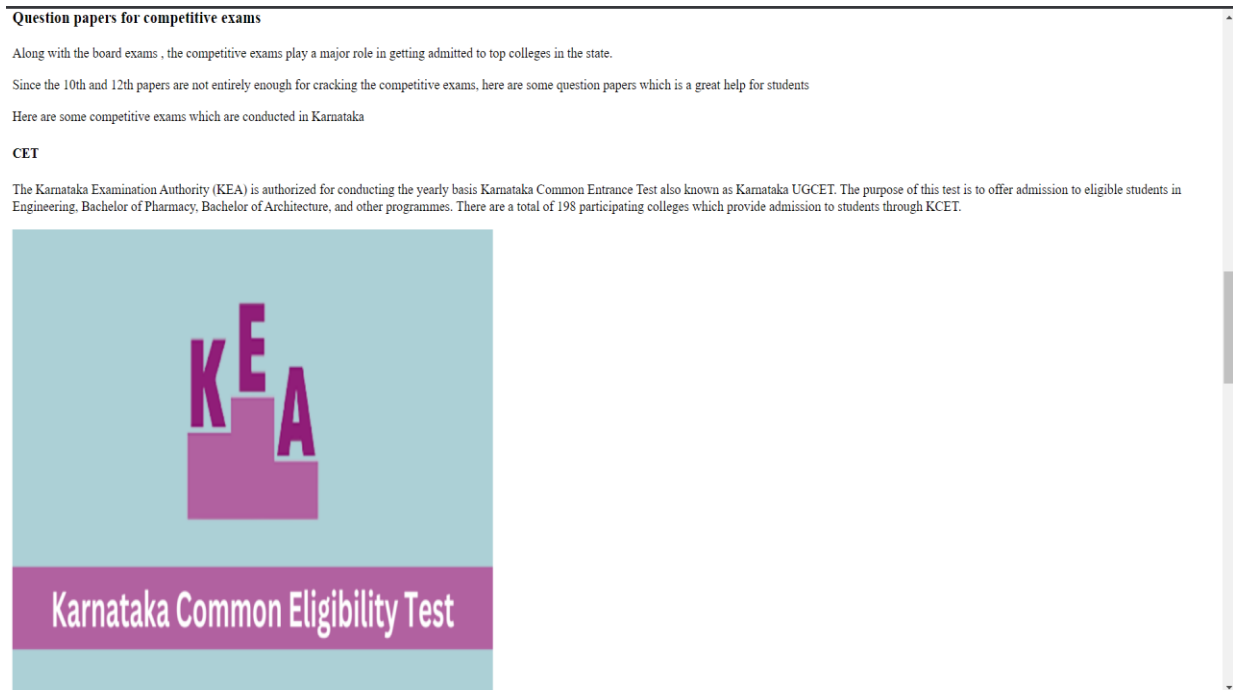 Question papers for competitive exams
Along with the board exams , the competitive exams play a major role in getting admitted to top colleges in the state.
Since the 10th and 12th papers are not entirely enough for cracking the competitive exams, here are some question papers which is a great help for students
Here are some competitive exams which are conducted in Karnataka
CET
The Karnataka Examination Authority (KEA) is authorized for conducting the yearly basis Karnataka Common Entrance Test also known as Karnataka UGCET. The purpose of this test is to offer admission to eligible students in
Engineering, Bachelor of Pharmacy, Bachelor of Architecture, and other programmes. There are a total of 198 participating colleges which provide admission to students through KCET.
KEA
Karnataka Common Eligibility Test